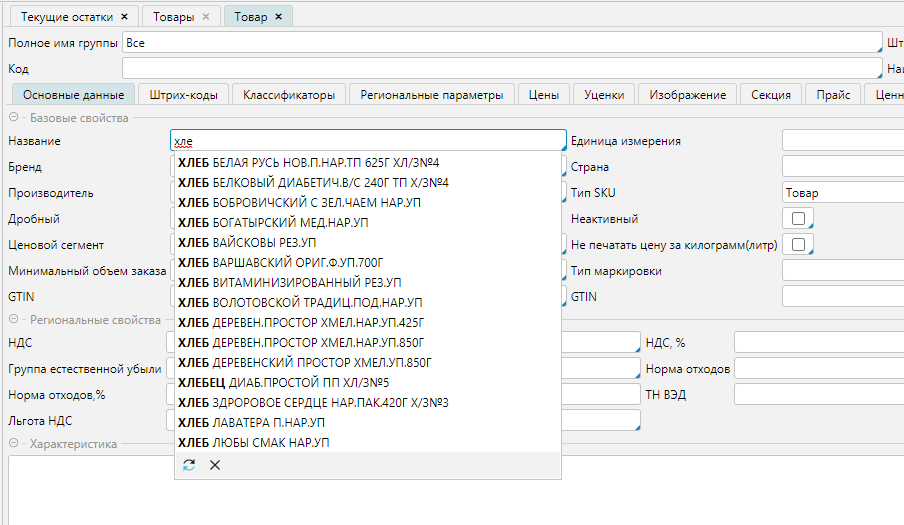 Текущие остатки × Товары × Товар ×
Полное имя группы Все Шт
Код Наи
Основные данные Штрих-коды Классификаторы Региональные параметры Цены Уценки Изображение Секция Прайс Ценн
Базовые свойства
Название хле Единица измерения
Бренд Страна
Производитель Тип SKU Товар
Дробный Неактивный
Ценовой сегмент Не печатать цену за килограмм(литр)
Минимальный объем заказа Тип маркировки
GTIN GTIN
ХЛЕБ БЕЛАЯ РУСЬ НОВ.П.НАР.ТП 625Г ХЛ/З№4
ХЛЕБ БЕЛКОВЫЙ ДИАБЕТИЧ.В/С 240Г ТП Х/З№4
ХЛЕБ БОБРОВИЧСКИЙ С ЗЕЛ.ЧАЕМ НАР.УП
ХЛЕБ БОГАТЫРСКИЙ МЕД.НАР.УП
ХЛЕБ ВАЙСКОВЫ РЕЗ.УП
ХЛЕБ ВАРШАВСКИЙ ОРИГ.Ф.УП.700Г
ХЛЕБ ВИТАМИНИЗИРОВАННЫЙ РЕЗ.УП
ХЛЕБ ВОЛОТОВСКОЙ ТРАДИЦ.ПОД.НАР.УП
ХЛЕБ ДЕРЕВЕН.ПРОСТОР ХМЕЛ.НАР.УП.425Г
ХЛЕБ ДЕРЕВЕН.ПРОСТОР ХМЕЛ.НАР.УП.850Г
ХЛЕБ ДЕРЕВЕНСКИЙ ПРОСТОР ХМЕЛ.УП.850Г
ХЛЕБЕЦ ДИАБ.ПРОСТОЙ ПП ХЛ/З№5
ХЛЕБ ЗДРОРОВОЕ СЕРДЦЕ НАР.ПАК.420Г Х/З№3
ХЛЕБ ЛАВАТЕРА П.НАР.УП
ХЛЕБ ЛЮБЫ СМАК НАР.УП
Региональные свойства
НДС НДС, %
Группа естественной убыли Норма отходов
Норма отходов,% ТН ВЭД
Льгота НДС
Характеристика